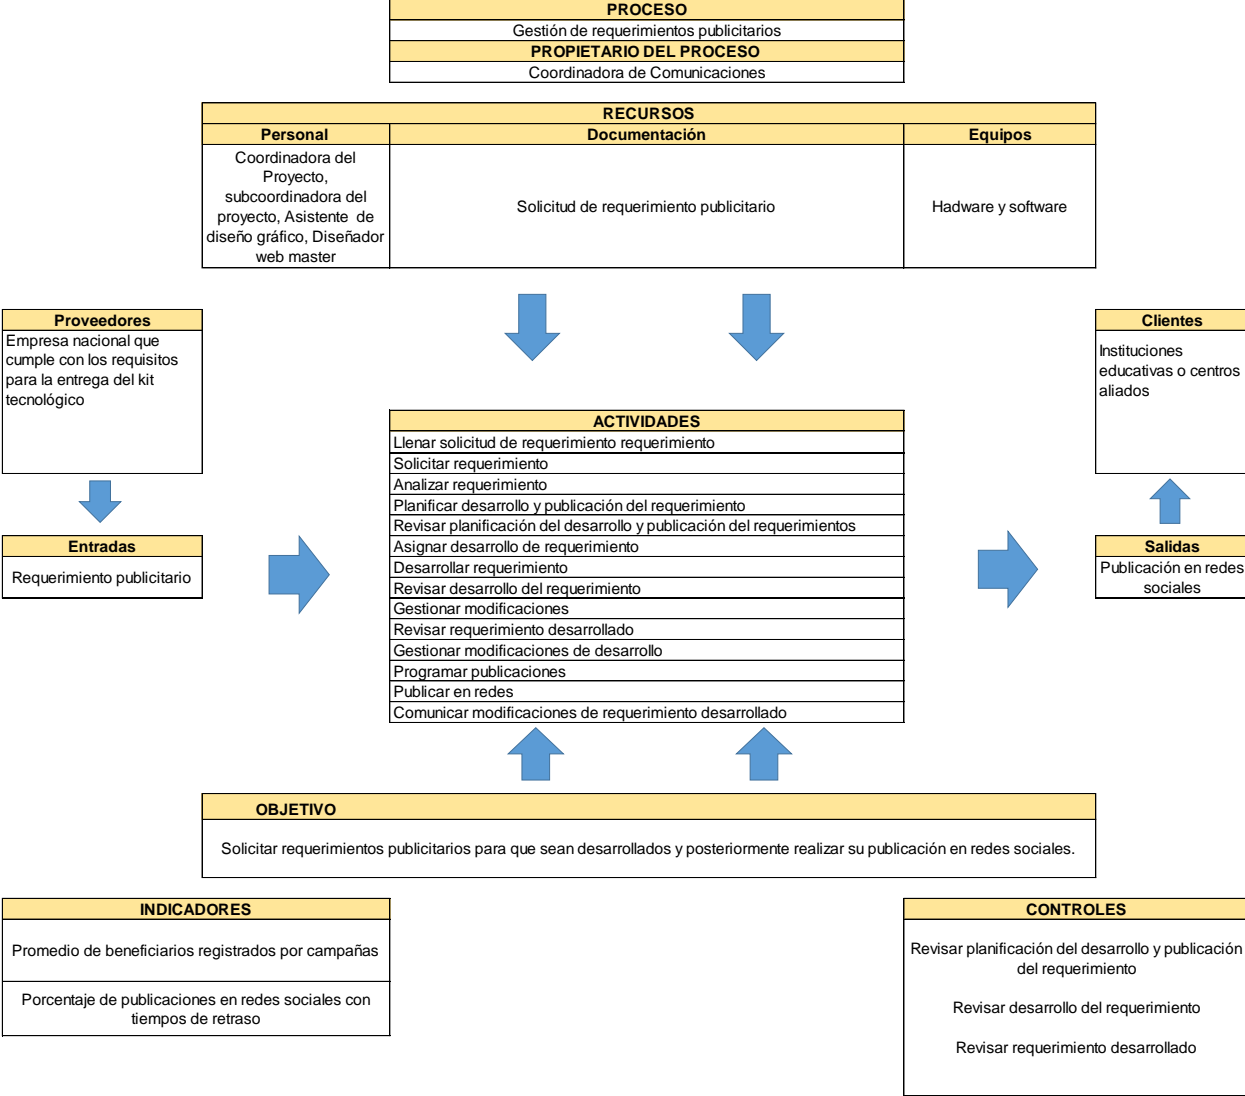 PROCESO
Gestión de requerimientos publicitarios
PROPIETARIO DEL PROCESO
Coordinadora de Comunicaciones
RECURSOS
Personal
Documentación
Equipos
Coordinadora del
Proyecto,
subcoordinadora del
proyecto, Asistente de
diseño gráfico, Diseñador
web master
Solicitud de requerimiento publicitario
Hadware y software
Proveedores
Empresa nacional que
cumple con los requisitos
para la entrega del kit
tecnológico
Clientes
Instituciones
educativas o centros
aliados
ACTIVIDADES
Llenar solicitud de requerimiento requerimiento
Solicitar requerimiento
Analizar requerimiento
Planificar desarrollo y publicación del requerimiento
Revisar planificación del desarrollo y publicación del requerimientos
Asignar desarrollo de requerimiento
Desarrollar requerimiento
Revisar desarrollo del requerimiento
Gestionar modificaciones
Revisar requerimiento desarrollado
Gestionar modificaciones de desarrollo
Programar publicaciones
Publicar en redes
Comunicar modificaciones de requerimiento desarrollado
Entradas
Requerimiento publicitario
Salidas
Publicación en redes
sociales
OBJETIVO
Solicitar requerimientos publicitarios para que sean desarrollados y posteriormente realizar su publicación en redes sociales.
INDICADORES
Promedio de beneficiarios registrados por campañas
Porcentaje de publicaciones en redes sociales con
tiempos de retraso
CONTROLES
Revisar planificación del desarrollo y publicación
del requerimiento
Revisar desarrollo del requerimiento
Revisar requerimiento desarrollado